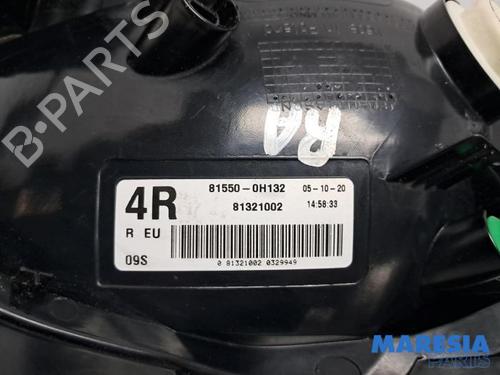 B-PARTS
RA
4R
81550-0H132 05-10-20
81321002 14:58:33
R EU
09S
0 81321002 0329949
MARESIA
PARTS